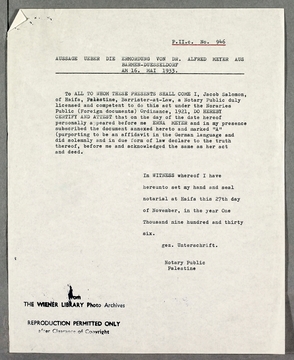 P.II.c. No. 946
AUSSAGE UEBER DIE ERMORDUNG VON DR. ALFRED MEYER AUS
BARMEN-DUESSELDORF
AM 16. MAI 1933.
To ALL TO WHOM THESE PRESENTS SHALL COME I, Jacob Salomon,
of Haifa, Palestine, Barrister-at-Law, a Notary Public duly
licensed and competent to do this act under the Notaries
Public (Foreign documents) Ordinance, 1921, DO HEREBY
CERTIFY AND ATTEST that on the day of the date hereof
personally appeared before me EMMA MEYER and in my presence
subscribed the document annexed hereto and marked "A"
(purporting to be an affidavit in the German language and
did solemnly and in due form of law declare to the truth
thereof, before me and acknowledged the same as her act
and deed.
In WITNESS whereof I have
hereunto set my hand and seal
notarial at Haifa this 27th day
of November, in the year One
Thousand nine hundred and thirty
six.
gez. Unterschrift.
Notary Public
Palestine
from
THE WIENER LIBRARY Photo Archives
REPRODUCTION PERMITTED ONLY
after Clearance of Copyright